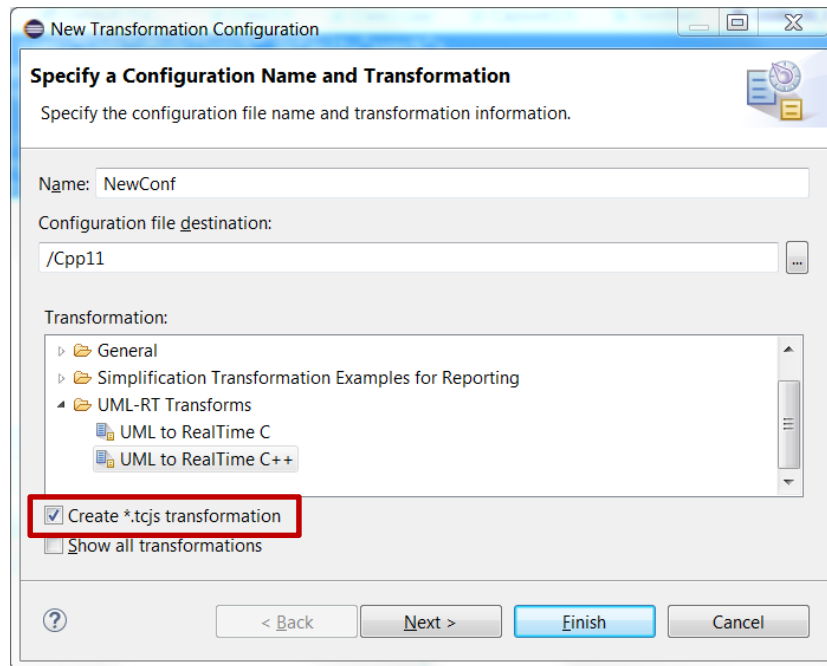 New Transformation Configuration
Specify a Configuration Name and Transformation
Specify the configuration file name and transformation information.
Name: NewConf
Configuration file destination:
/Cpp11
...
Transformation:
General
Simplification Transformation Examples for Reporting
UML-RT Transforms
UML to RealTime C
UML to RealTime C++
Create *.tcjs transformation
Show all transformations
? < Back Next > Finish Cancel